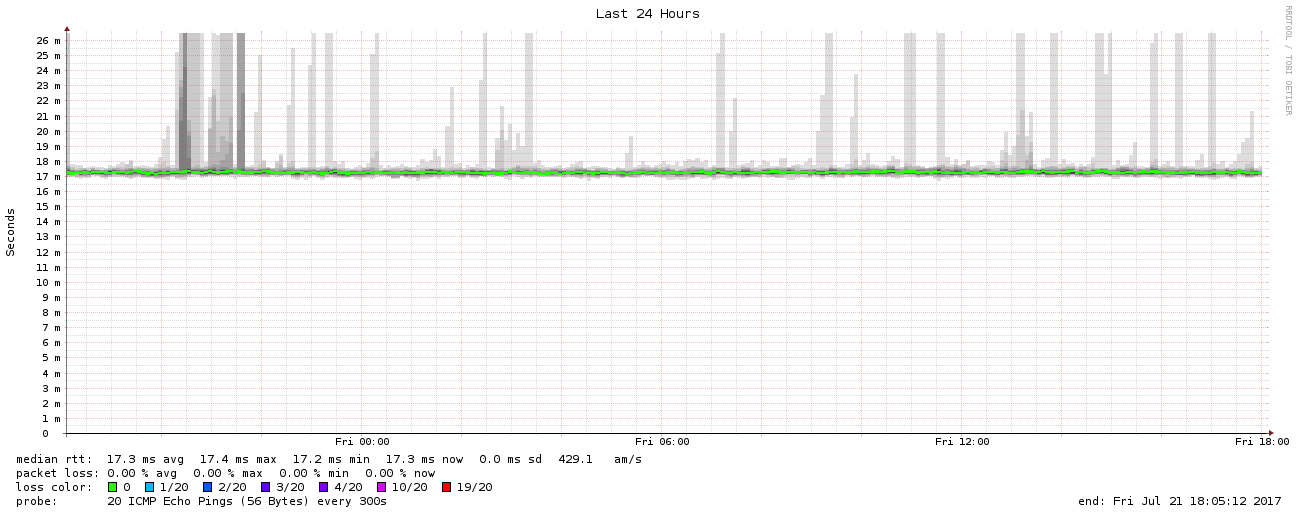 Last 24 Hours
RRDTOOL / TOBI OETIKER
Seconds
26 m
25 m
24 m
23 m
22 m
21 m
20 m
19 m
18 m
17 m
16 m
15 m
14 m
13 m
12 m
11 m
10 m
9 m
8 m
7 m
6 m
5 m
4 m
3 m
2 m
1 m
0
Fri 00:00 Fri 06:00 Fri 12:00 Fri 18:00
median rtt: 17.3 ms avg 17.4 ms max 17.2 ms min 17.3 ms now 0.0 ms sd 429.1 am/s
packet loss: 0.00 % avg 0.00 % max 0.00 % min 0.00 % now
loss color: 0 1/20 2/20 3/20 4/20 10/20 19/20
probe: 20 ICMP Echo Pings (56 Bytes) every 300s end: Fri Jul 21 18:05:12 2017